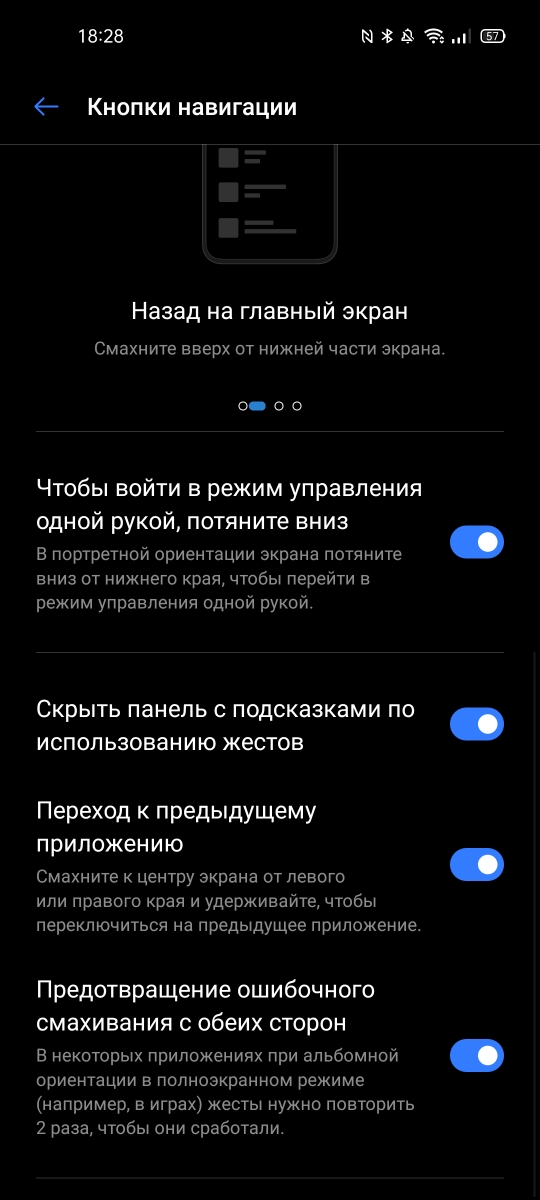 18:28
57
Кнопки навигации
Назад на главный экран
Смахните вверх от нижней части экрана.
Чтобы войти в режим управления
одной рукой, потяните вниз
В портретной ориентации экрана потяните
вниз от нижнего края, чтобы перейти в
режим управления одной рукой.
Скрыть панель с подсказками по
использованию жестов
Переход к предыдущему
приложению
Смахните к центру экрана от левого
или правого края и удерживайте, чтобы
переключиться на предыдущее приложение.
Предотвращение ошибочного
смахивания с обеих сторон
В некоторых приложениях при альбомной
ориентации в полноэкранном режиме
(например, в играх) жесты нужно повторить
2 раза, чтобы они сработали.